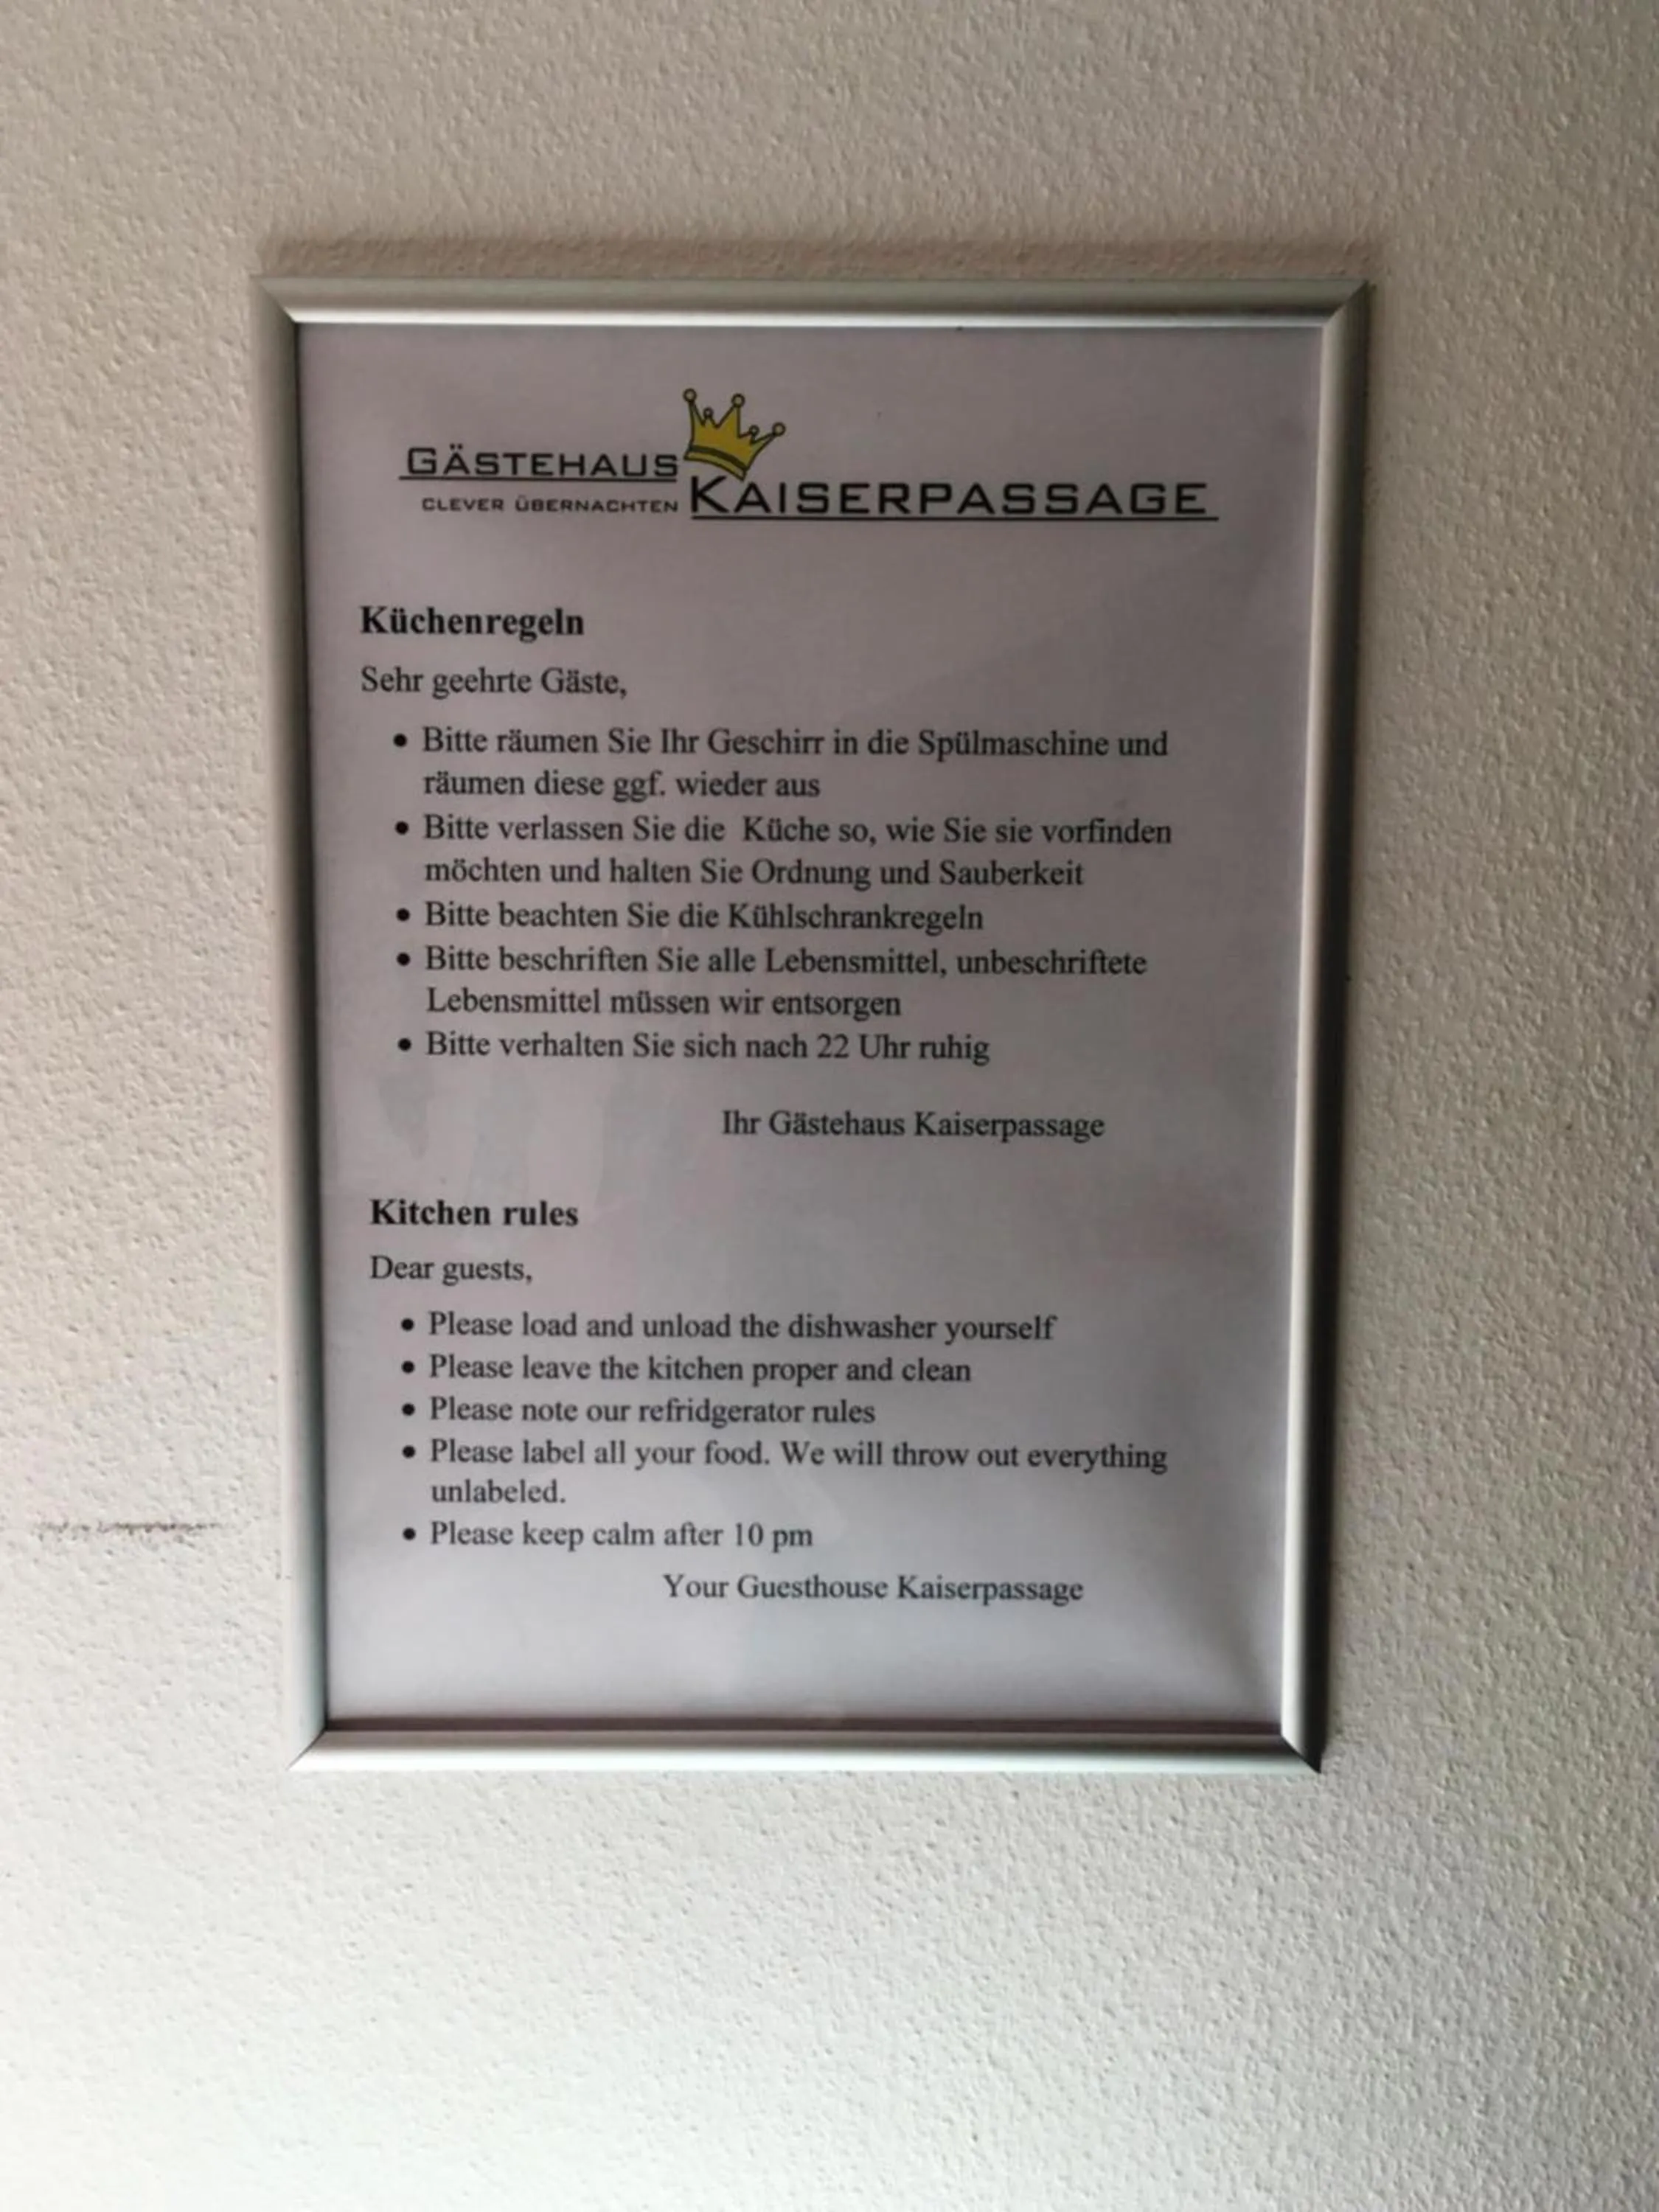 GÄSTEHAUS
CLEVER ÜBERNACHTEN KAISERPASSAGE
Küchenregeln
Sehr geehrte Gäste,
• Bitte räumen Sie Ihr Geschirr in die Spülmaschine und
räumen diese ggf. wieder aus
• Bitte verlassen Sie die Küche so, wie Sie sie vorfinden
möchten und halten Sie Ordnung und Sauberkeit
• Bitte beachten Sie die Kühlschrankregeln
• Bitte beschriften Sie alle Lebensmittel, unbeschriftete
Lebensmittel müssen wir entsorgen
• Bitte verhalten Sie sich nach 22 Uhr ruhig
Ihr Gästehaus Kaiserpassage
Kitchen rules
Dear guests,
• Please load and unload the dishwasher yourself
• Please leave the kitchen proper and clean
• Please note our refridgerator rules
• Please label all your food. We will throw out everything
unlabeled.
• Please keep calm after 10 pm
Your Guesthouse Kaiserpassage